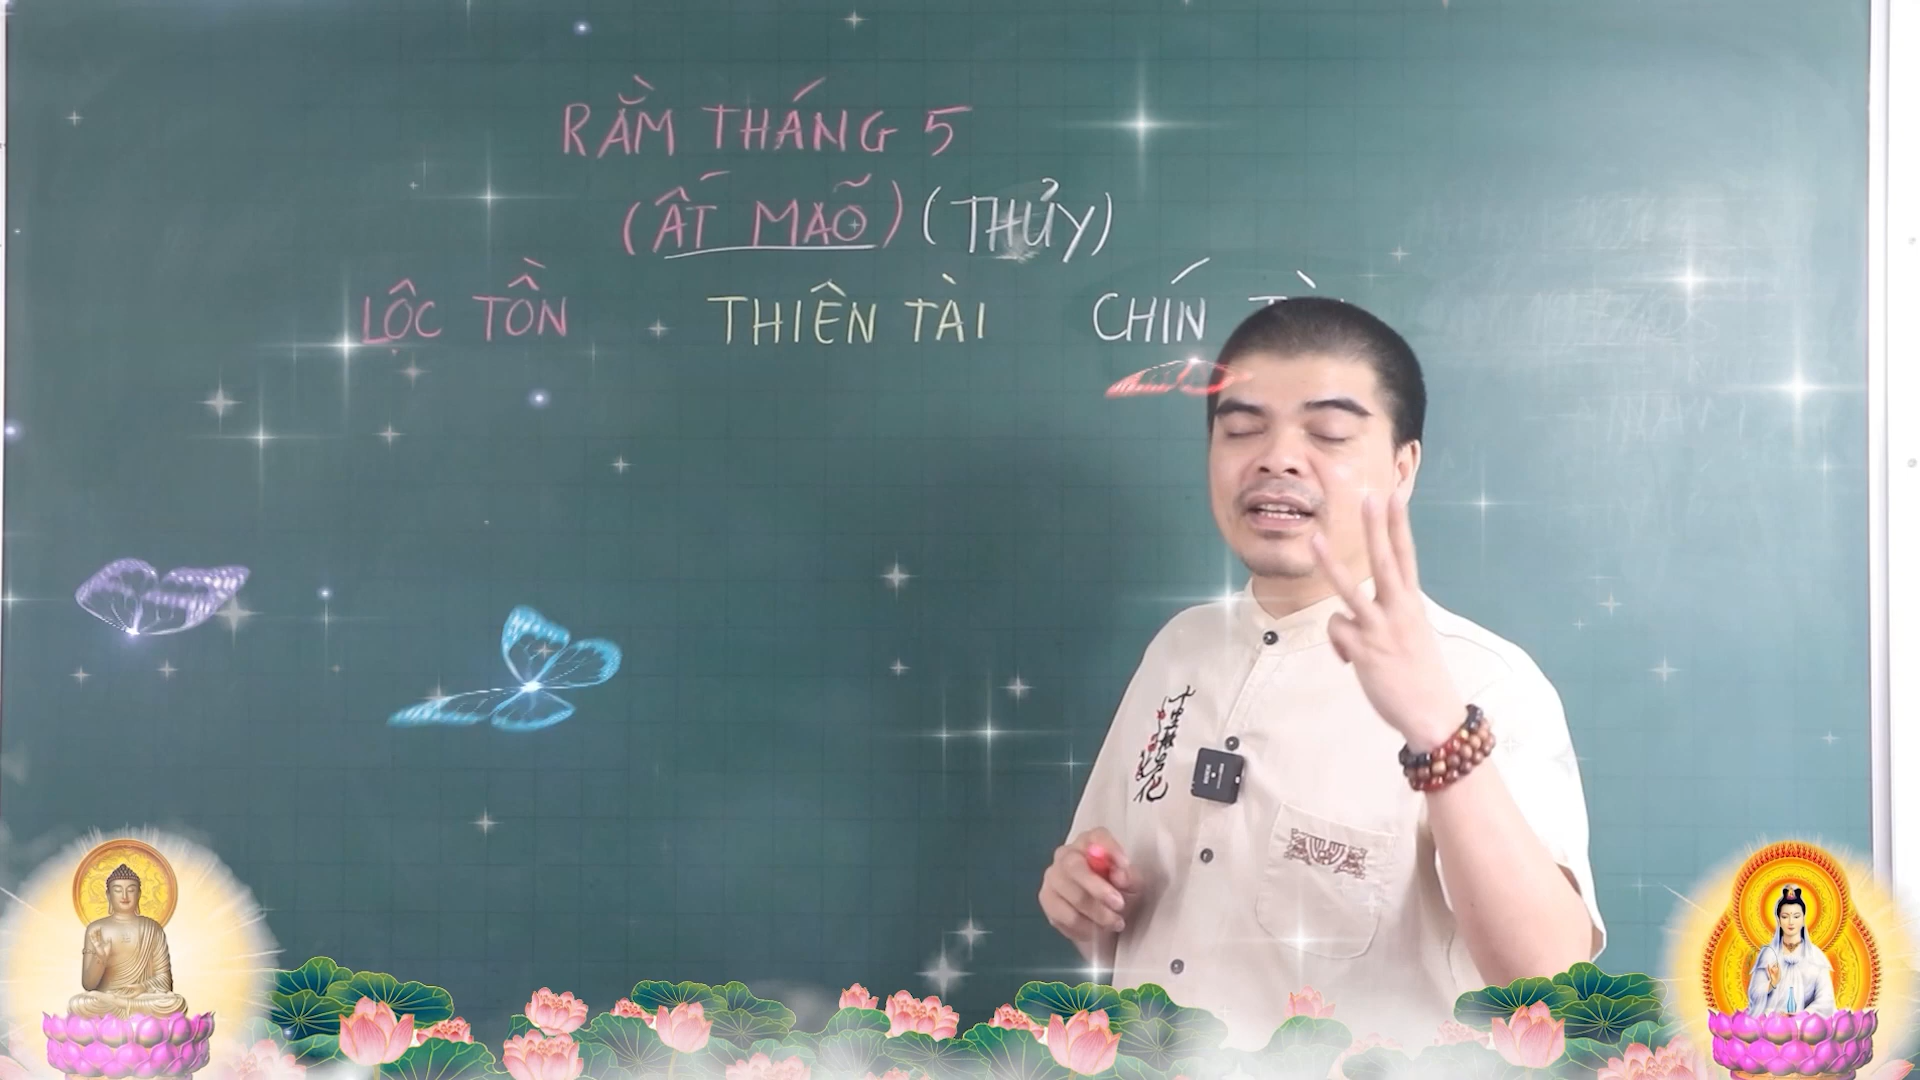 RẰM THÁNG 5
(ẤT MÃO) (THỦY)
LỘC TỒN THIÊN TÀI CHÍN